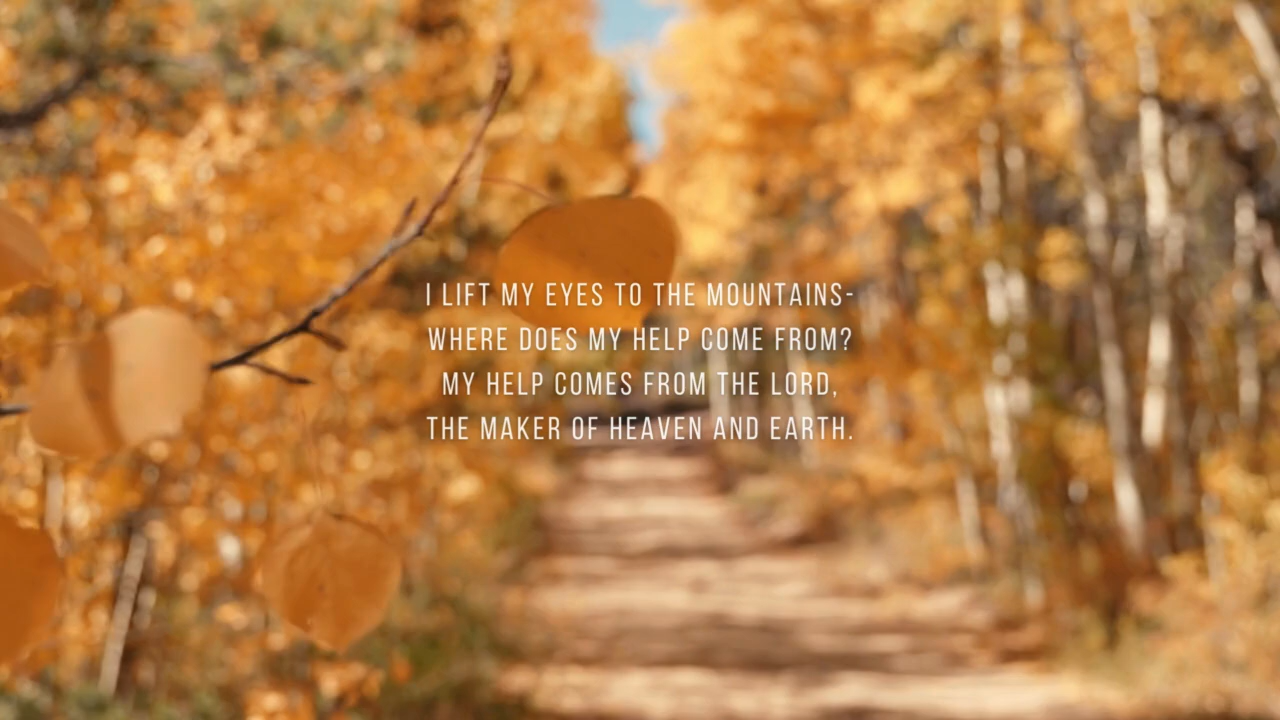 I LIFT MY EYES TO THE MOUNTAINS-
WHERE DOES MY HELP COME FROM?
MY HELP COMES FROM THE LORD,
THE MAKER OF HEAVEN AND EARTH.